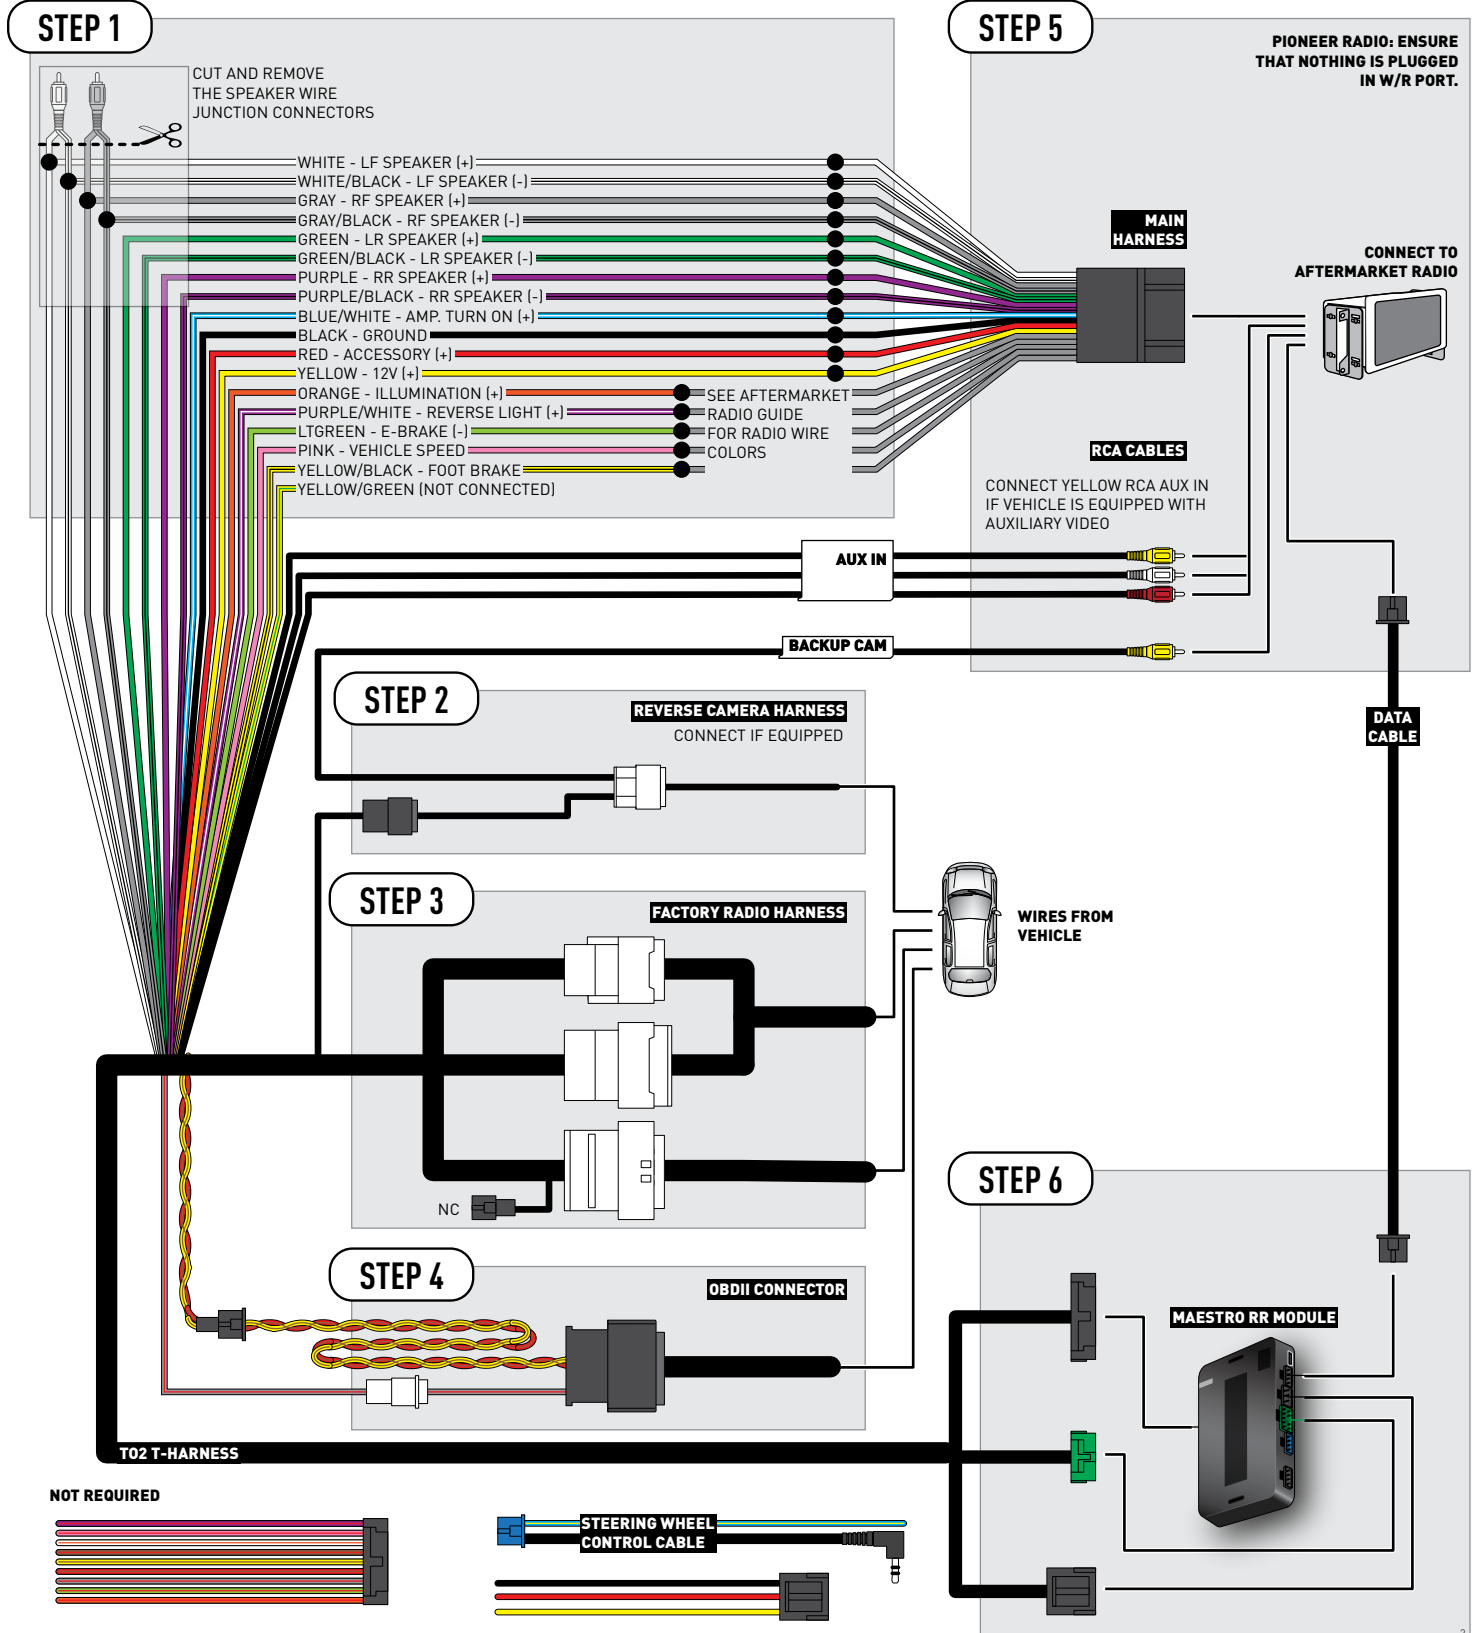 STEP 1
CUT AND REMOVE
THE SPEAKER WIRE
JUNCTION CONNECTORS
WHITE - LF SPEAKER (+)
WHITE/BLACK - LF SPEAKER (-)
GRAY - RF SPEAKER (+)
GRAY/BLACK - RF SPEAKER (-)
GREEN - LR SPEAKER (+)
GREEN/BLACK - LR SPEAKER (-)
PURPLE - RR SPEAKER (+)
PURPLE/BLACK - RR SPEAKER (-)
BLUE/WHITE - AMP. TURN ON (+)
BLACK - GROUND
RED - ACCESSORY (+)
YELLOW - 12V (+)
ORANGE - ILLUMINATION (+)
PURPLE/WHITE - REVERSE LIGHT (+)
LTGREEN - E-BRAKE (-)
PINK - VEHICLE SPEED
YELLOW/BLACK - FOOT BRAKE
YELLOW/GREEN (NOT CONNECTED)
SEE AFTERMARKET
RADIO GUIDE
FOR RADIO WIRE
COLORS
STEP 5
PIONEER RADIO: ENSURE
THAT NOTHING IS PLUGGED
IN W/R PORT.
MAIN
HARNESS
CONNECT TO
AFTERMARKET RADIO
RCA CABLES
CONNECT YELLOW RCA AUX IN
IF VEHICLE IS EQUIPPED WITH
AUXILIARY VIDEO
AUX IN
BACKUP CAM
DATA
CABLE
STEP 2
REVERSE CAMERA HARNESS
CONNECT IF EQUIPPED
STEP 3
FACTORY RADIO HARNESS
WIRES FROM
VEHICLE
NC
STEP 4
OBDII CONNECTOR
STEP 6
MAESTRO RR MODULE
T02 T-HARNESS
NOT REQUIRED
STEERING WHEEL
CONTROL CABLE